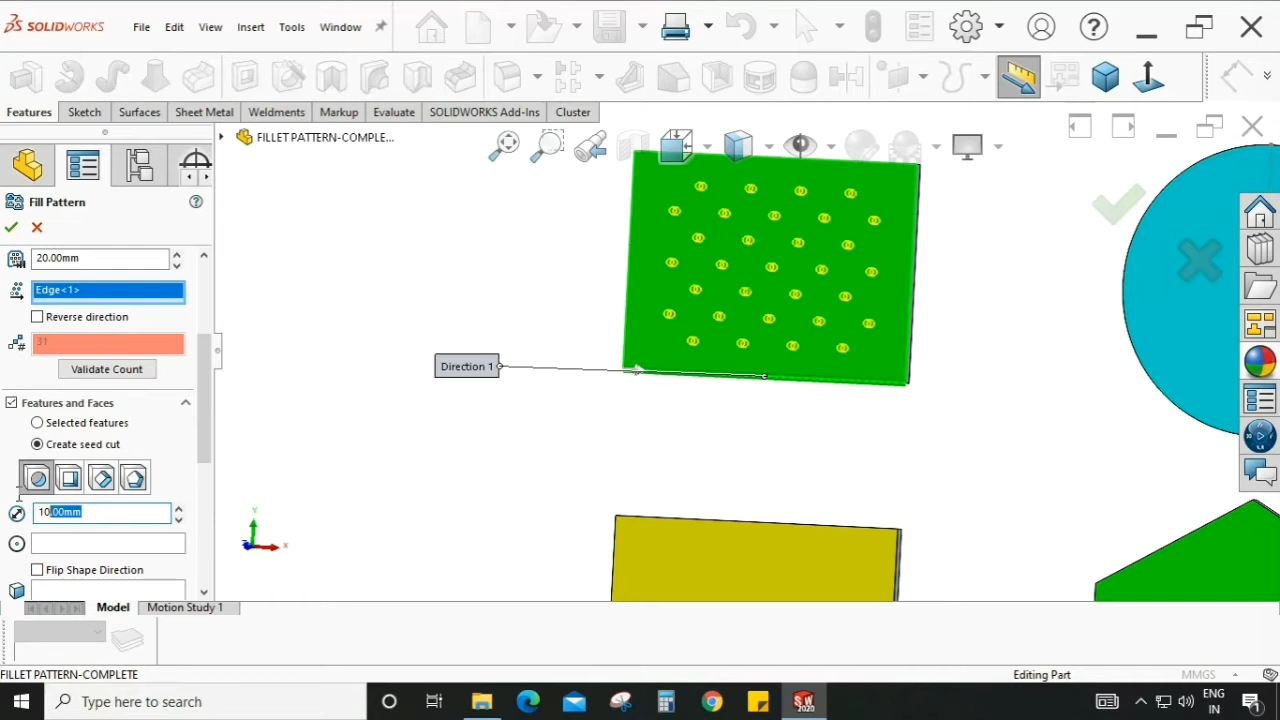 SOLIDWORKS File Edit View Insert Tools Window
Features Sketch Surfaces Sheet Metal Weldments Markup Evaluate SOLIDWORKS Add-Ins Cluster
FILLET PATTERN-COMPLE...
Fill Pattern
20.00mm
Edge<1>
Reverse direction
31
Validate Count
Direction 1
Features and Faces
Selected features
Create seed cut
10.00mm
Flip Shape Direction
Y
X
Z
Model Motion Study 1
FILLET PATTERN-COMPLETE Editing Part MMGS
Type here to search
SW
2020
ENG
IN
1